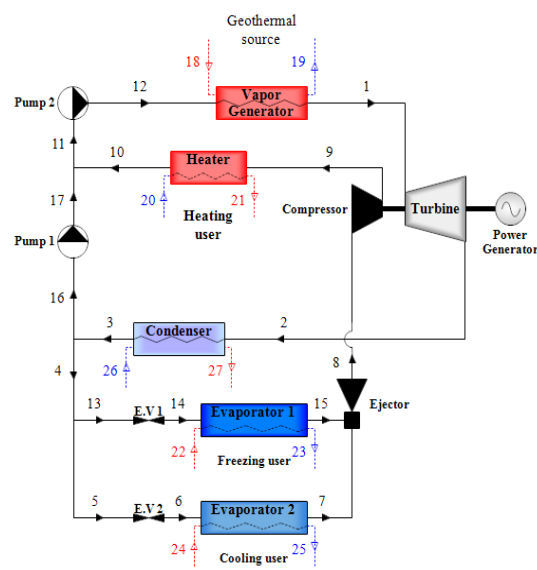 Geothermal
source
18
19
12
1
Pump 2
Vapor
Generator
11
10
Heater
9
17
20
21
Heating
user
Compressor
Turbine
Power
Generator
Pump 1
16
3
Condenser
2
4
26
27
8
13
E.V 1
14
Evaporator 1
15
Ejector
22
Freezing user
23
5
E.V 2
6
Evaporator 2
7
24
Cooling user
25